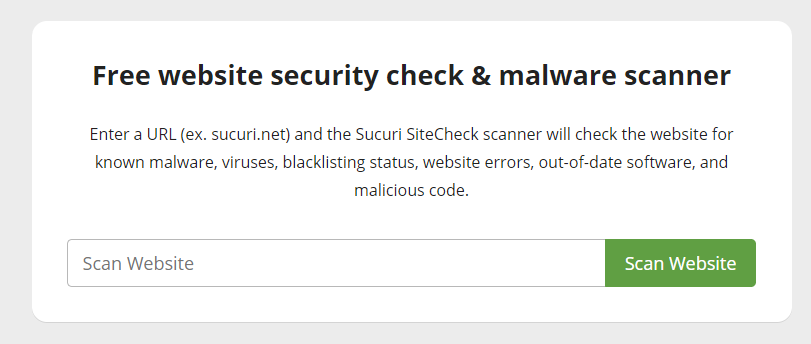 Free website security check & malware scanner
Enter a URL (ex. sucuri.net) and the Sucuri SiteCheck scanner will check the website for
known malware, viruses, blacklisting status, website errors, out-of-date software, and
malicious code.
Scan Website
Scan Website